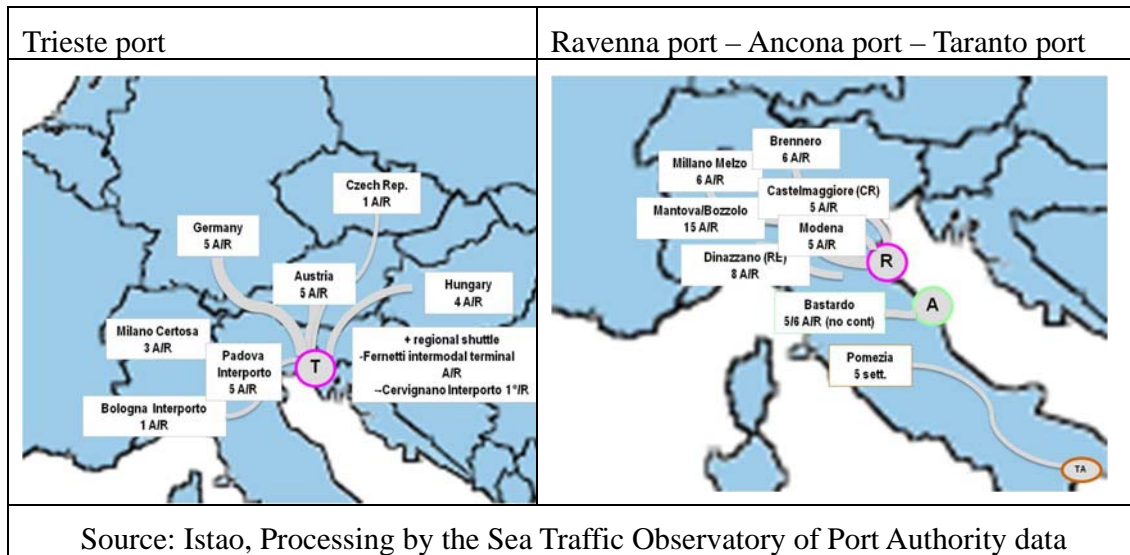 Trieste port
Ravenna port – Ancona port – Taranto port
Czech Rep.
1 A/R
Germany
5 A/R
Austria
5 A/R
Hungary
4 A/R
Milano Certosa
3 A/R
Padova
Interporto
5 A/R
Bologna Interporto
1 A/R
T
+ regional shuttle
-Fernetti intermodal terminal
A/R
--Cervignano Interporto 1°/R
Brennero
6 A/R
Millano Melzo
6 A/R
Castelmaggiore (CR)
5 A/R
Mantova/Bozzolo
15 A/R
Modena
5 A/R
Dinazzano (RE)
8 A/R
R
Bastardo
5/6 A/R (no cont)
A
Pomezia
5 sett.
TA
Source: Istao, Processing by the Sea Traffic Observatory of Port Authority data